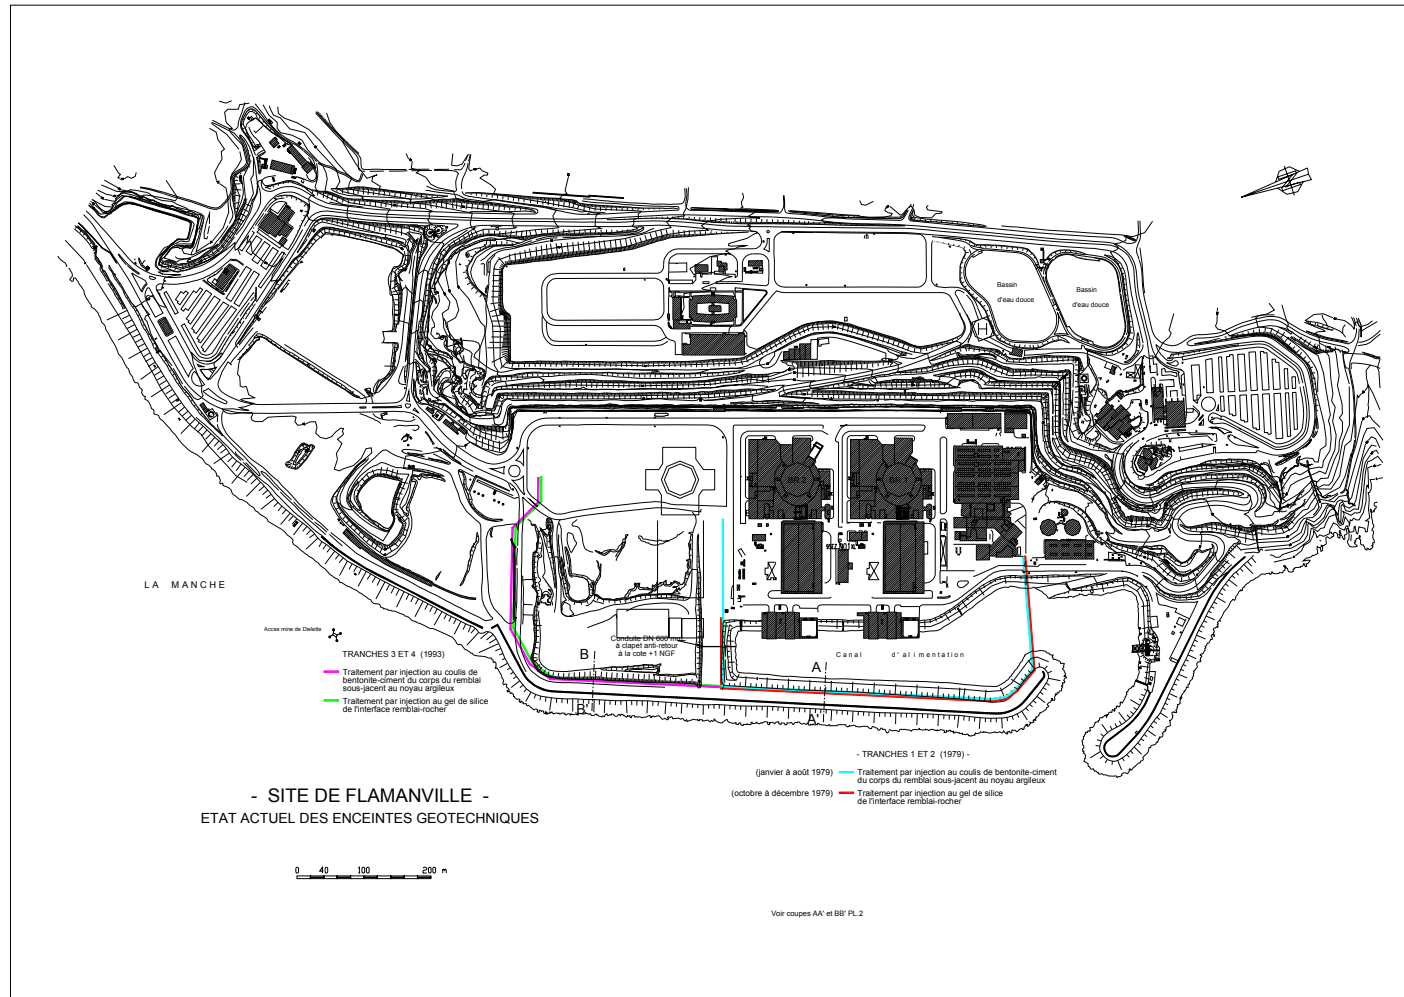 Bassin
d'eau douce
Bassin
d'eau douce
H
BR 2
BR 1
LA MANCHE
Acces mine de Dielette
TRANCHES 3 ET 4 (1993)
Traitement par injection au coulis de
bentonite-ciment du corps du remblai
sous-jacent au noyau argileux
Traitement par injection au gel de silice
de l'interface remblai-rocher
Conduite DN 600 mm
à clapet anti-retour
à la cote +1 NGF
B
B'
Canal d'alimentation
A
A'
- TRANCHES 1 ET 2 (1979) -
(janvier à août 1979) Traitement par injection au coulis de bentonite-ciment
du corps du remblai sous-jacent au noyau argileux
(octobre à décembre 1979) Traitement par injection au gel de silice
de l'interface remblai-rocher
- SITE DE FLAMANVILLE -
ETAT ACTUEL DES ENCEINTES GEOTECHNIQUES
0 40 100 200 m
Voir coupes AA' et BB' PL.2